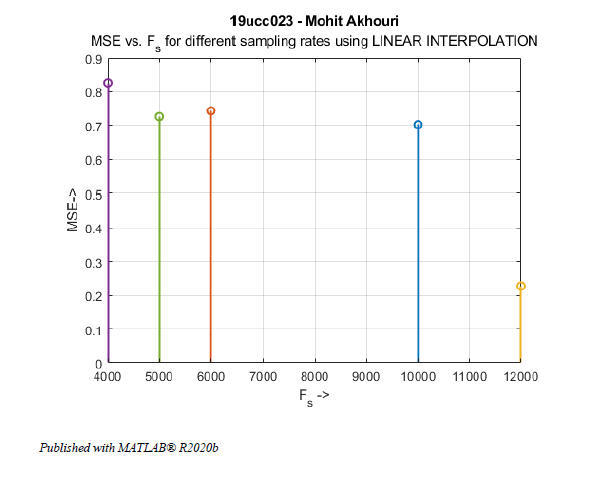 19ucc023 - Mohit Akhouri
MSE vs. Fs for different sampling rates using LINEAR INTERPOLATION
0.9
0.8
0.7
0.6
0.5
0.4
0.3
0.2
0.1
0
MSE->
4000 5000 6000 7000 8000 9000 10000 11000 12000
Fs ->
Published with MATLAB® R2020b